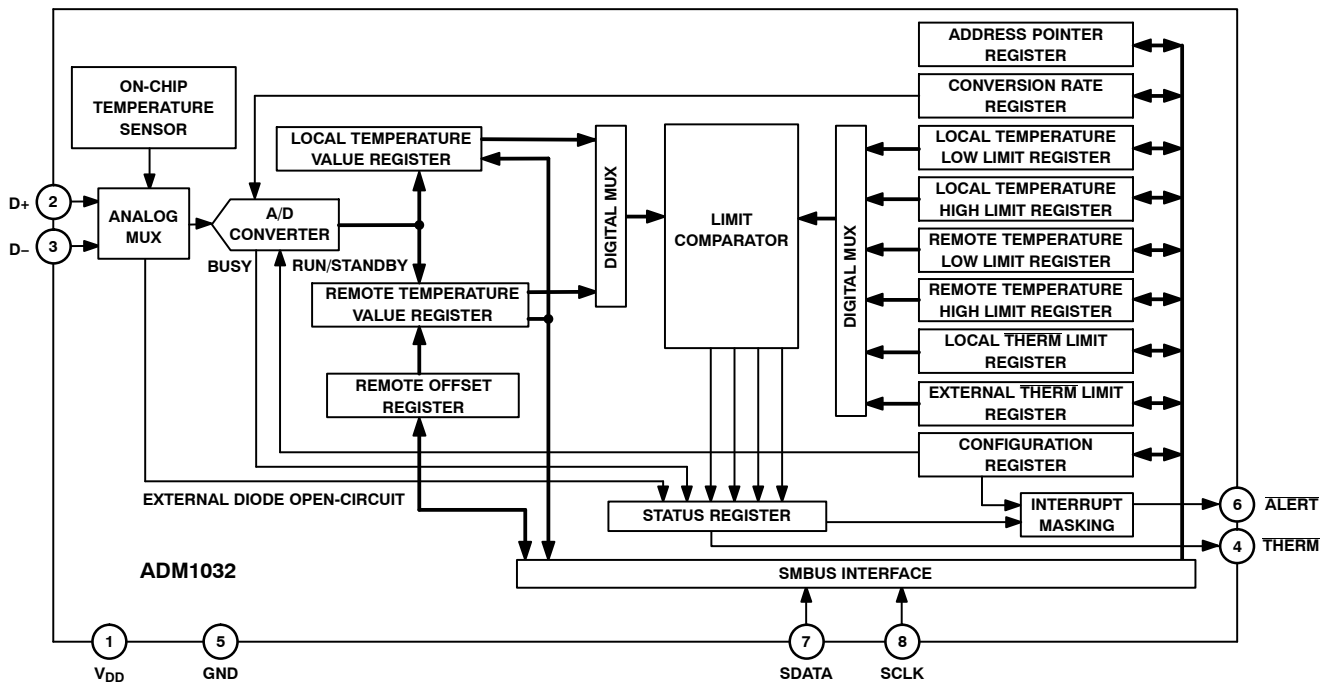 ADDRESS POINTER
REGISTER
ON-CHIP
TEMPERATURE
SENSOR
CONVERSION RATE
REGISTER
LOCAL TEMPERATURE
VALUE REGISTER
LOCAL TEMPERATURE
LOW LIMIT REGISTER
D+
2
D–
3
ANALOG
MUX
A/D
CONVERTER
BUSY
RUN/STANDBY
DIGITAL MUX
LIMIT
COMPARATOR
DIGITAL MUX
LOCAL TEMPERATURE
HIGH LIMIT REGISTER
REMOTE TEMPERATURE
LOW LIMIT REGISTER
REMOTE TEMPERATURE
VALUE REGISTER
REMOTE TEMPERATURE
HIGH LIMIT REGISTER
LOCAL T̅H̅E̅R̅M̅ LIMIT
REGISTER
REMOTE OFFSET
REGISTER
EXTERNAL T̅H̅E̅R̅M̅ LIMIT
REGISTER
CONFIGURATION
REGISTER
EXTERNAL DIODE OPEN-CIRCUIT
STATUS REGISTER
INTERRUPT
MASKING
6
A̅L̅E̅R̅T̅
4
T̅H̅E̅R̅M̅
ADM1032
SMBUS INTERFACE
1
VDD
5
GND
7
SDATA
8
SCLK